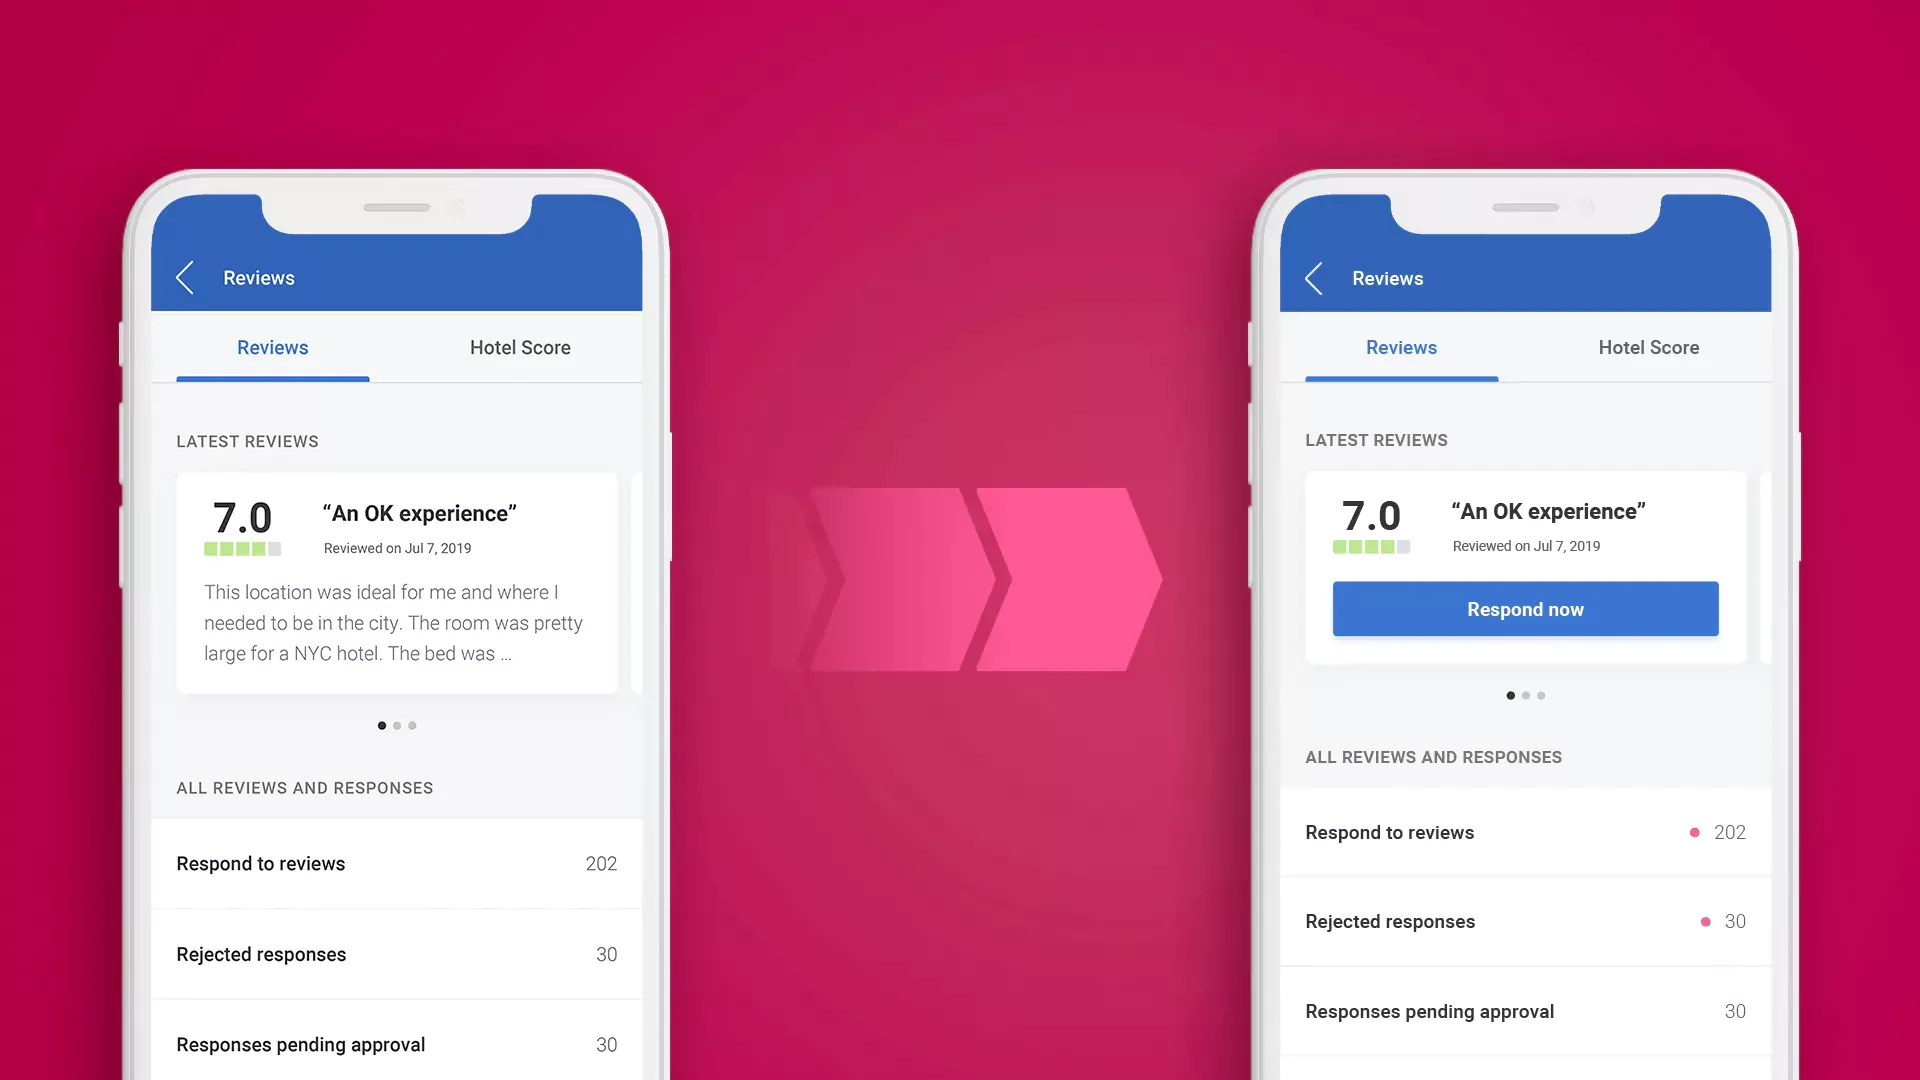 Reviews
Reviews
Hotel Score
LATEST REVIEWS
7.0
“An OK experience”
Reviewed on Jul 7, 2019
This location was ideal for me and where I
needed to be in the city. The room was pretty
large for a NYC hotel. The bed was ...
ALL REVIEWS AND RESPONSES
Respond to reviews 202
Rejected responses 30
Responses pending approval 30
Reviews
Reviews
Hotel Score
LATEST REVIEWS
7.0
“An OK experience”
Reviewed on Jul 7, 2019
Respond now
ALL REVIEWS AND RESPONSES
Respond to reviews 202
Rejected responses 30
Responses pending approval 30